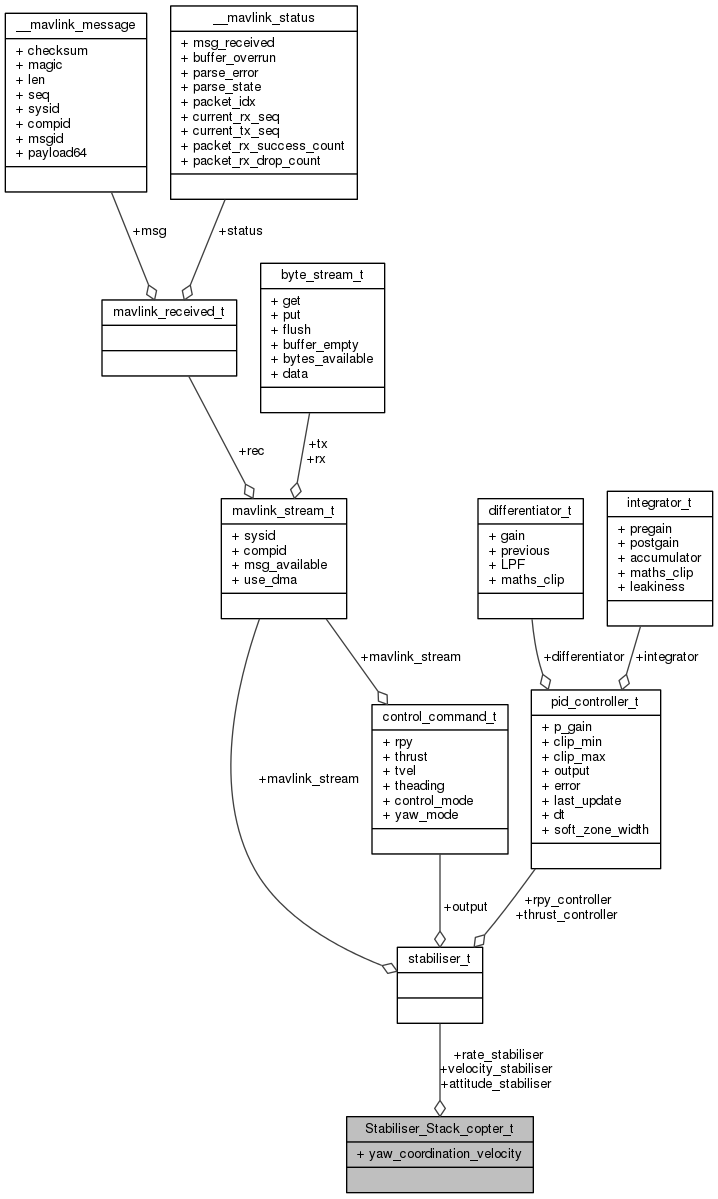 __mavlink_message
+ checksum
+ magic
+ len
+ seq
+ sysid
+ compid
+ msgid
+ payload64
__mavlink_status
+ msg_received
+ buffer_overrun
+ parse_error
+ parse_state
+ packet_idx
+ current_rx_seq
+ current_tx_seq
+ packet_rx_success_count
+ packet_rx_drop_count
+msg
+status
mavlink_received_t
byte_stream_t
+ get
+ put
+ flush
+ buffer_empty
+ bytes_available
+ data
+rec
+tx
+rx
mavlink_stream_t
+ sysid
+ compid
+ msg_available
+ use_dma
differentiator_t
+ gain
+ previous
+ LPF
+ maths_clip
integrator_t
+ pregain
+ postgain
+ accumulator
+ maths_clip
+ leakiness
+mavlink_stream
+differentiator
+integrator
control_command_t
+ rpy
+ thrust
+ tvel
+ theading
+ control_mode
+ yaw_mode
pid_controller_t
+ p_gain
+ clip_min
+ clip_max
+ output
+ error
+ last_update
+ dt
+ soft_zone_width
+mavlink_stream
+output
+rpy_controller
+thrust_controller
stabiliser_t
+rate_stabiliser
+velocity_stabiliser
+attitude_stabiliser
Stabiliser_Stack_copter_t
+ yaw_coordination_velocity